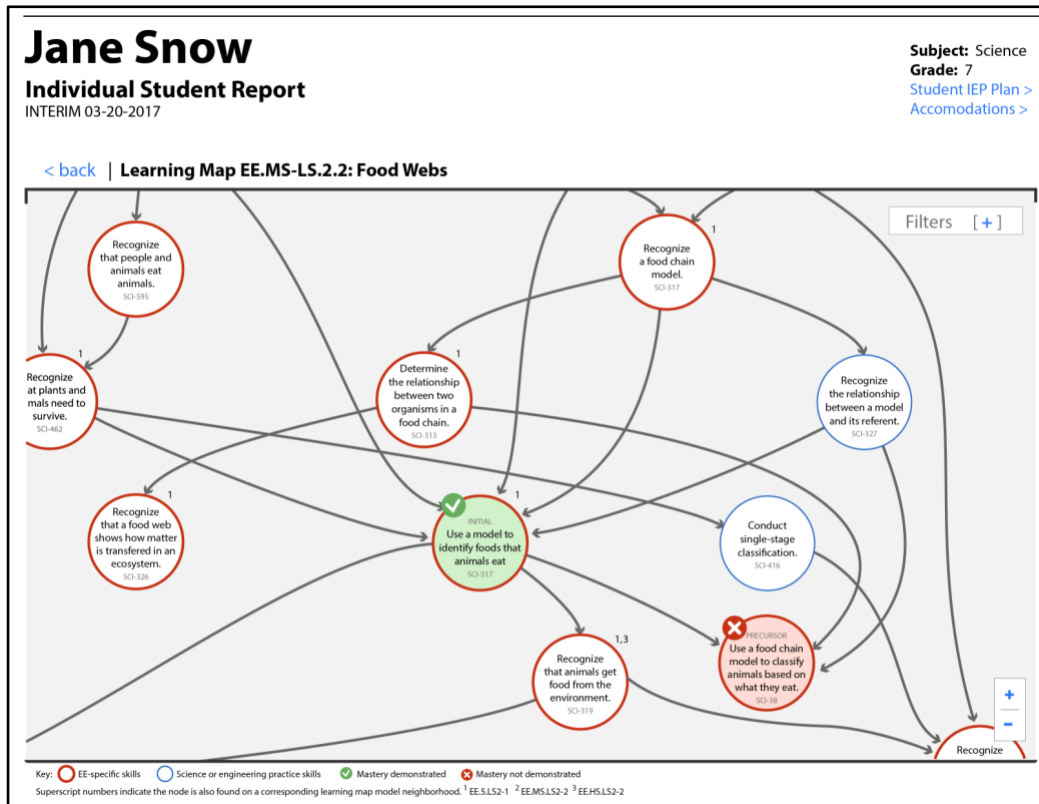 Jane Snow
Individual Student Report
INTERIM 03-20-2017
Subject: Science
Grade: 7
Student IEP Plan >
Accomodations >
< back | Learning Map EE.MS-LS.2.2: Food Webs
Filters [ + ]
Recognize
that people and
animals eat
animals.
SCI-595
1
Recognize
a food chain
model.
SCI-317
1
Recognize
at plants and
mals need to
survive.
SCI-462
1
Determine
the relationship
between two
organisms in a
food chain.
SCI-313
Recognize
the relationship
between a model
and its referent.
SCI-327
1
Recognize
that a food web
shows how matter
is transfered in an
ecosystem.
SCI-326
1
INITIAL
Use a model to
identify foods that
animals eat
SCI-317
Conduct
single-stage
classification.
SCI-416
1,3
Recognize
that animals get
food from the
environment.
SCI-319
PRECURSOR
Use a food chain
model to classify
animals based on
what they eat.
SCI-38
+
−
Recognize
Key: EE-specific skills Science or engineering practice skills Mastery demonstrated Mastery not demonstrated
Superscript numbers indicate the node is also found on a corresponding learning map model neighborhood. 1 EE.5.LS2-1 2 EE.MS.LS2-2 3 EE.HS.LS2-2